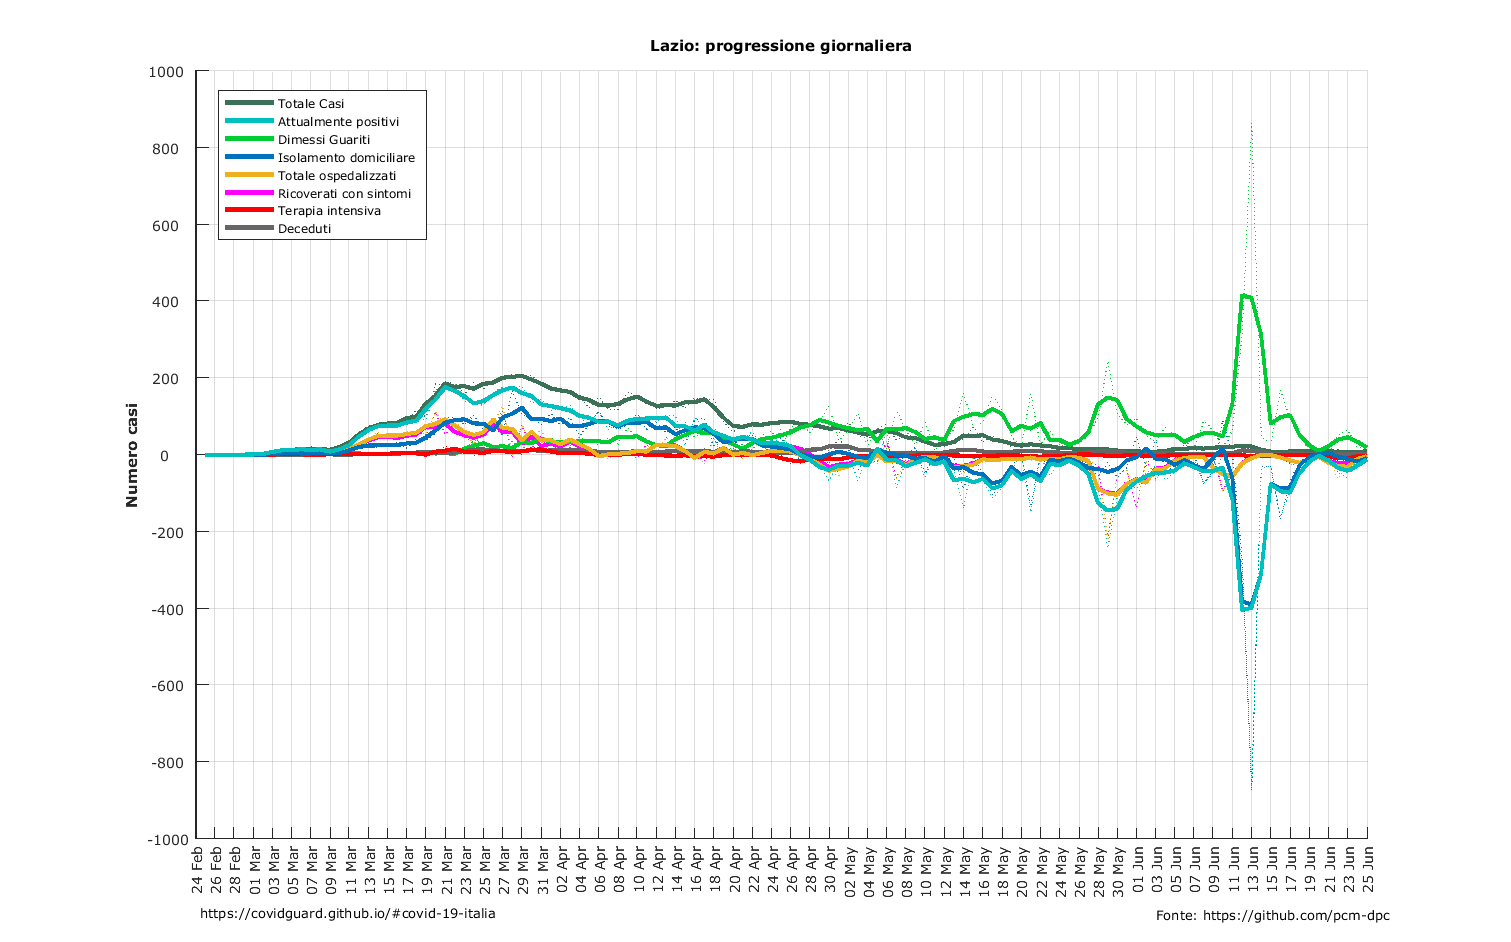 Lazio: progressione giornaliera
Numero casi
1000
800
600
400
200
0
-200
-400
-600
-800
-1000
Totale Casi
Attualmente positivi
Dimessi Guariti
Isolamento domiciliare
Totale ospedalizzati
Ricoverati con sintomi
Terapia intensiva
Deceduti
24 Feb
26 Feb
28 Feb
01 Mar
03 Mar
05 Mar
07 Mar
09 Mar
11 Mar
13 Mar
15 Mar
17 Mar
19 Mar
21 Mar
23 Mar
25 Mar
27 Mar
29 Mar
31 Mar
02 Apr
04 Apr
06 Apr
08 Apr
10 Apr
12 Apr
14 Apr
16 Apr
18 Apr
20 Apr
22 Apr
24 Apr
26 Apr
28 Apr
30 Apr
02 May
04 May
06 May
08 May
10 May
12 May
14 May
16 May
18 May
20 May
22 May
24 May
26 May
28 May
30 May
01 Jun
03 Jun
05 Jun
07 Jun
09 Jun
11 Jun
13 Jun
15 Jun
17 Jun
19 Jun
21 Jun
23 Jun
25 Jun
https://covidguard.github.io/#covid-19-italia
Fonte: https://github.com/pcm-dpc